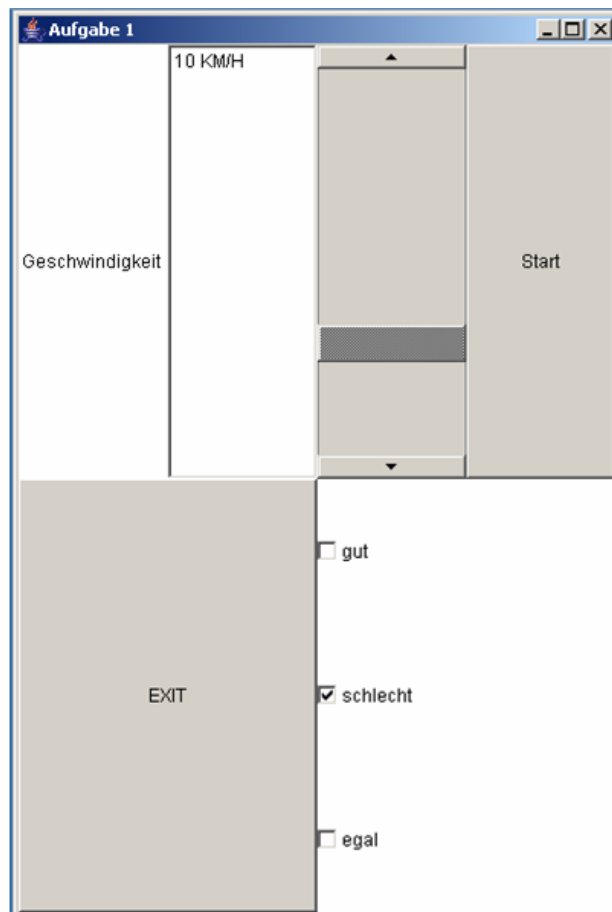 Aufgabe 1
10 KM/H
Geschwindigkeit
Start
gut
EXIT
schlecht
egal